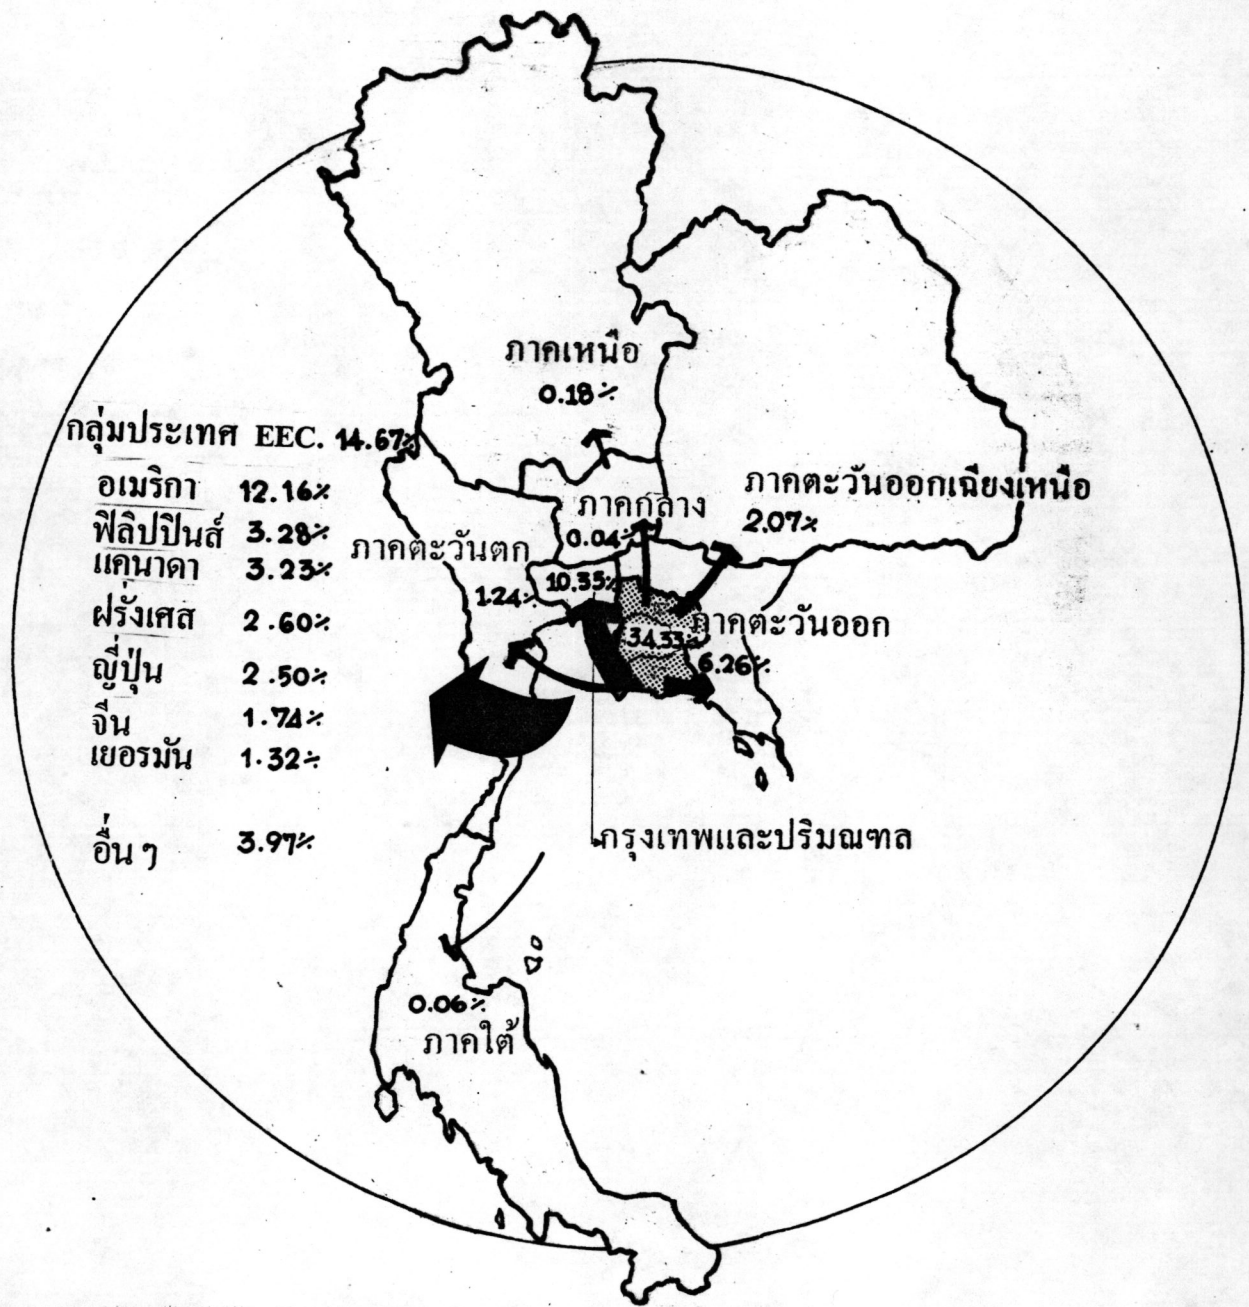 ภาคเหนือ
0.18%
กลุ่มประเทศ EEC. 14.67%
อเมริกา 12.16%
ฟิลิปปินส์ 3.28%
แคนาดา 3.23%
ฝรั่งเศส 2.60%
ญี่ปุ่น 2.50%
จีน 1.74%
เยอรมัน 1.32%
อื่น ๆ 3.97%
ภาคกลาง
0.04%
ภาคตะวันออกเฉียงเหนือ
2.07%
ภาคตะวันตก
1.24%
10.35%
34.33%
ภาคตะวันออก
6.26%
กรุงเทพและปริมณฑล
0.06%
ภาคใต้